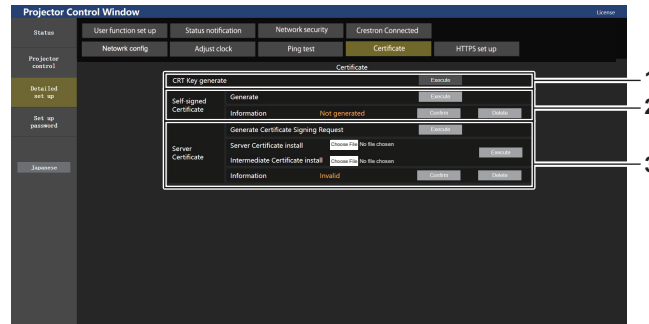 Projector Control Window
License
Status
User function set up
Status notification
Network security
Crestron Connected
Netowrk config
Adjust clock
Ping test
Certificate
HTTPS set up
Projector
control
Detailed
set up
Set up
password
Japanese
Certificate
CRT Key generate
Execute
1
Self-signed
Certificate
Generate
Execute
Information
Not generated
Confirm
Delete
2
Server
Certificate
Generate Certificate Signing Request
Execute
Server Certificate install
Choose File No file chosen
Intermediate Certificate install
Choose File No file chosen
Execute
Information
Invalid
Confirm
Delete
3